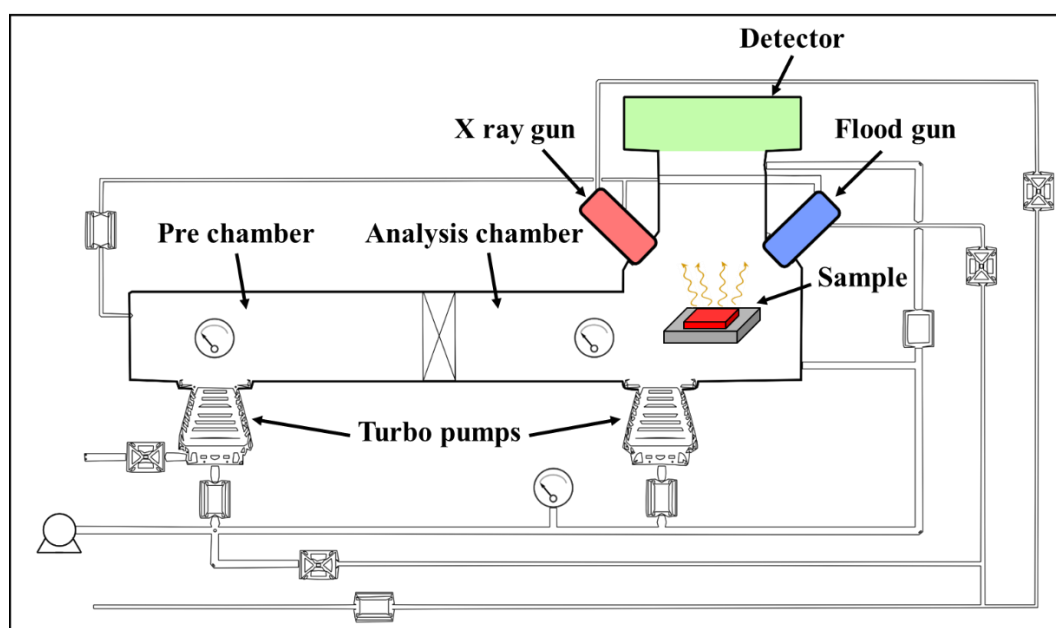 Detector
X ray gun
Flood gun
Pre chamber
Analysis chamber
Sample
Turbo pumps